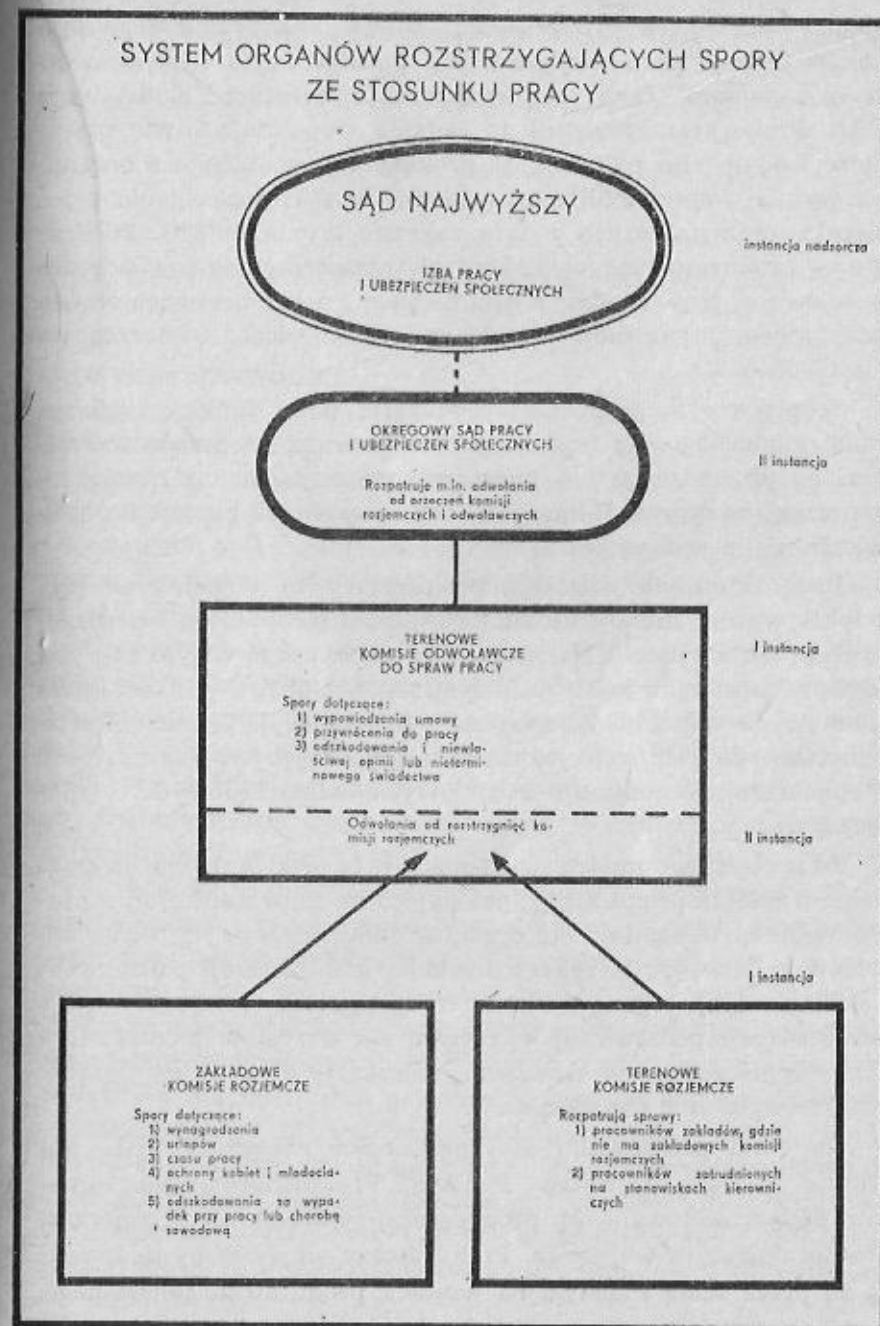 SYSTEM ORGANÓW ROZSTRZYGAJĄCYCH SPORY
ZE STOSUNKU PRACY
SĄD NAJWYŻSZY
IZBA PRACY
I UBEZPIECZEŃ SPOŁECZNYCH
instancja nadzorcza
OKRĘGOWY SĄD PRACY
I UBEZPIECZEŃ SPOŁECZNYCH
Rozpatruje m.in. odwołania
od orzeczeń komisji
rozjemczych i odwoławczych
II instancja
TERENOWE
KOMISJE ODWOŁAWCZE
DO SPRAW PRACY
I instancja
Spory dotyczące:
1) wypowiedzenia umowy
2) przywrócenia do pracy
3) odszkodowania i niewła-
ściwej opinii lub nietermi-
nowego świadectwa
Odwołania od rozstrzygnięć ko-
misji rozjemczych
II instancja
I instancja
ZAKŁADOWE
KOMISJE ROZJEMCZE
Spory dotyczące:
1) wynagrodzenia
2) urlopów
3) czasu pracy
4) ochrony kobiet i młodocia-
nych
5) odszkodowania za wypa-
dek przy pracy lub chorobę
zawodową
TERENOWE
KOMISJE ROZJEMCZE
Rozpatrują sprawy:
1) pracowników zakładów, gdzie
nie ma zakładowych komisji
rozjemczych
2) pracowników zatrudnionych
na stanowiskach kierowni-
czych